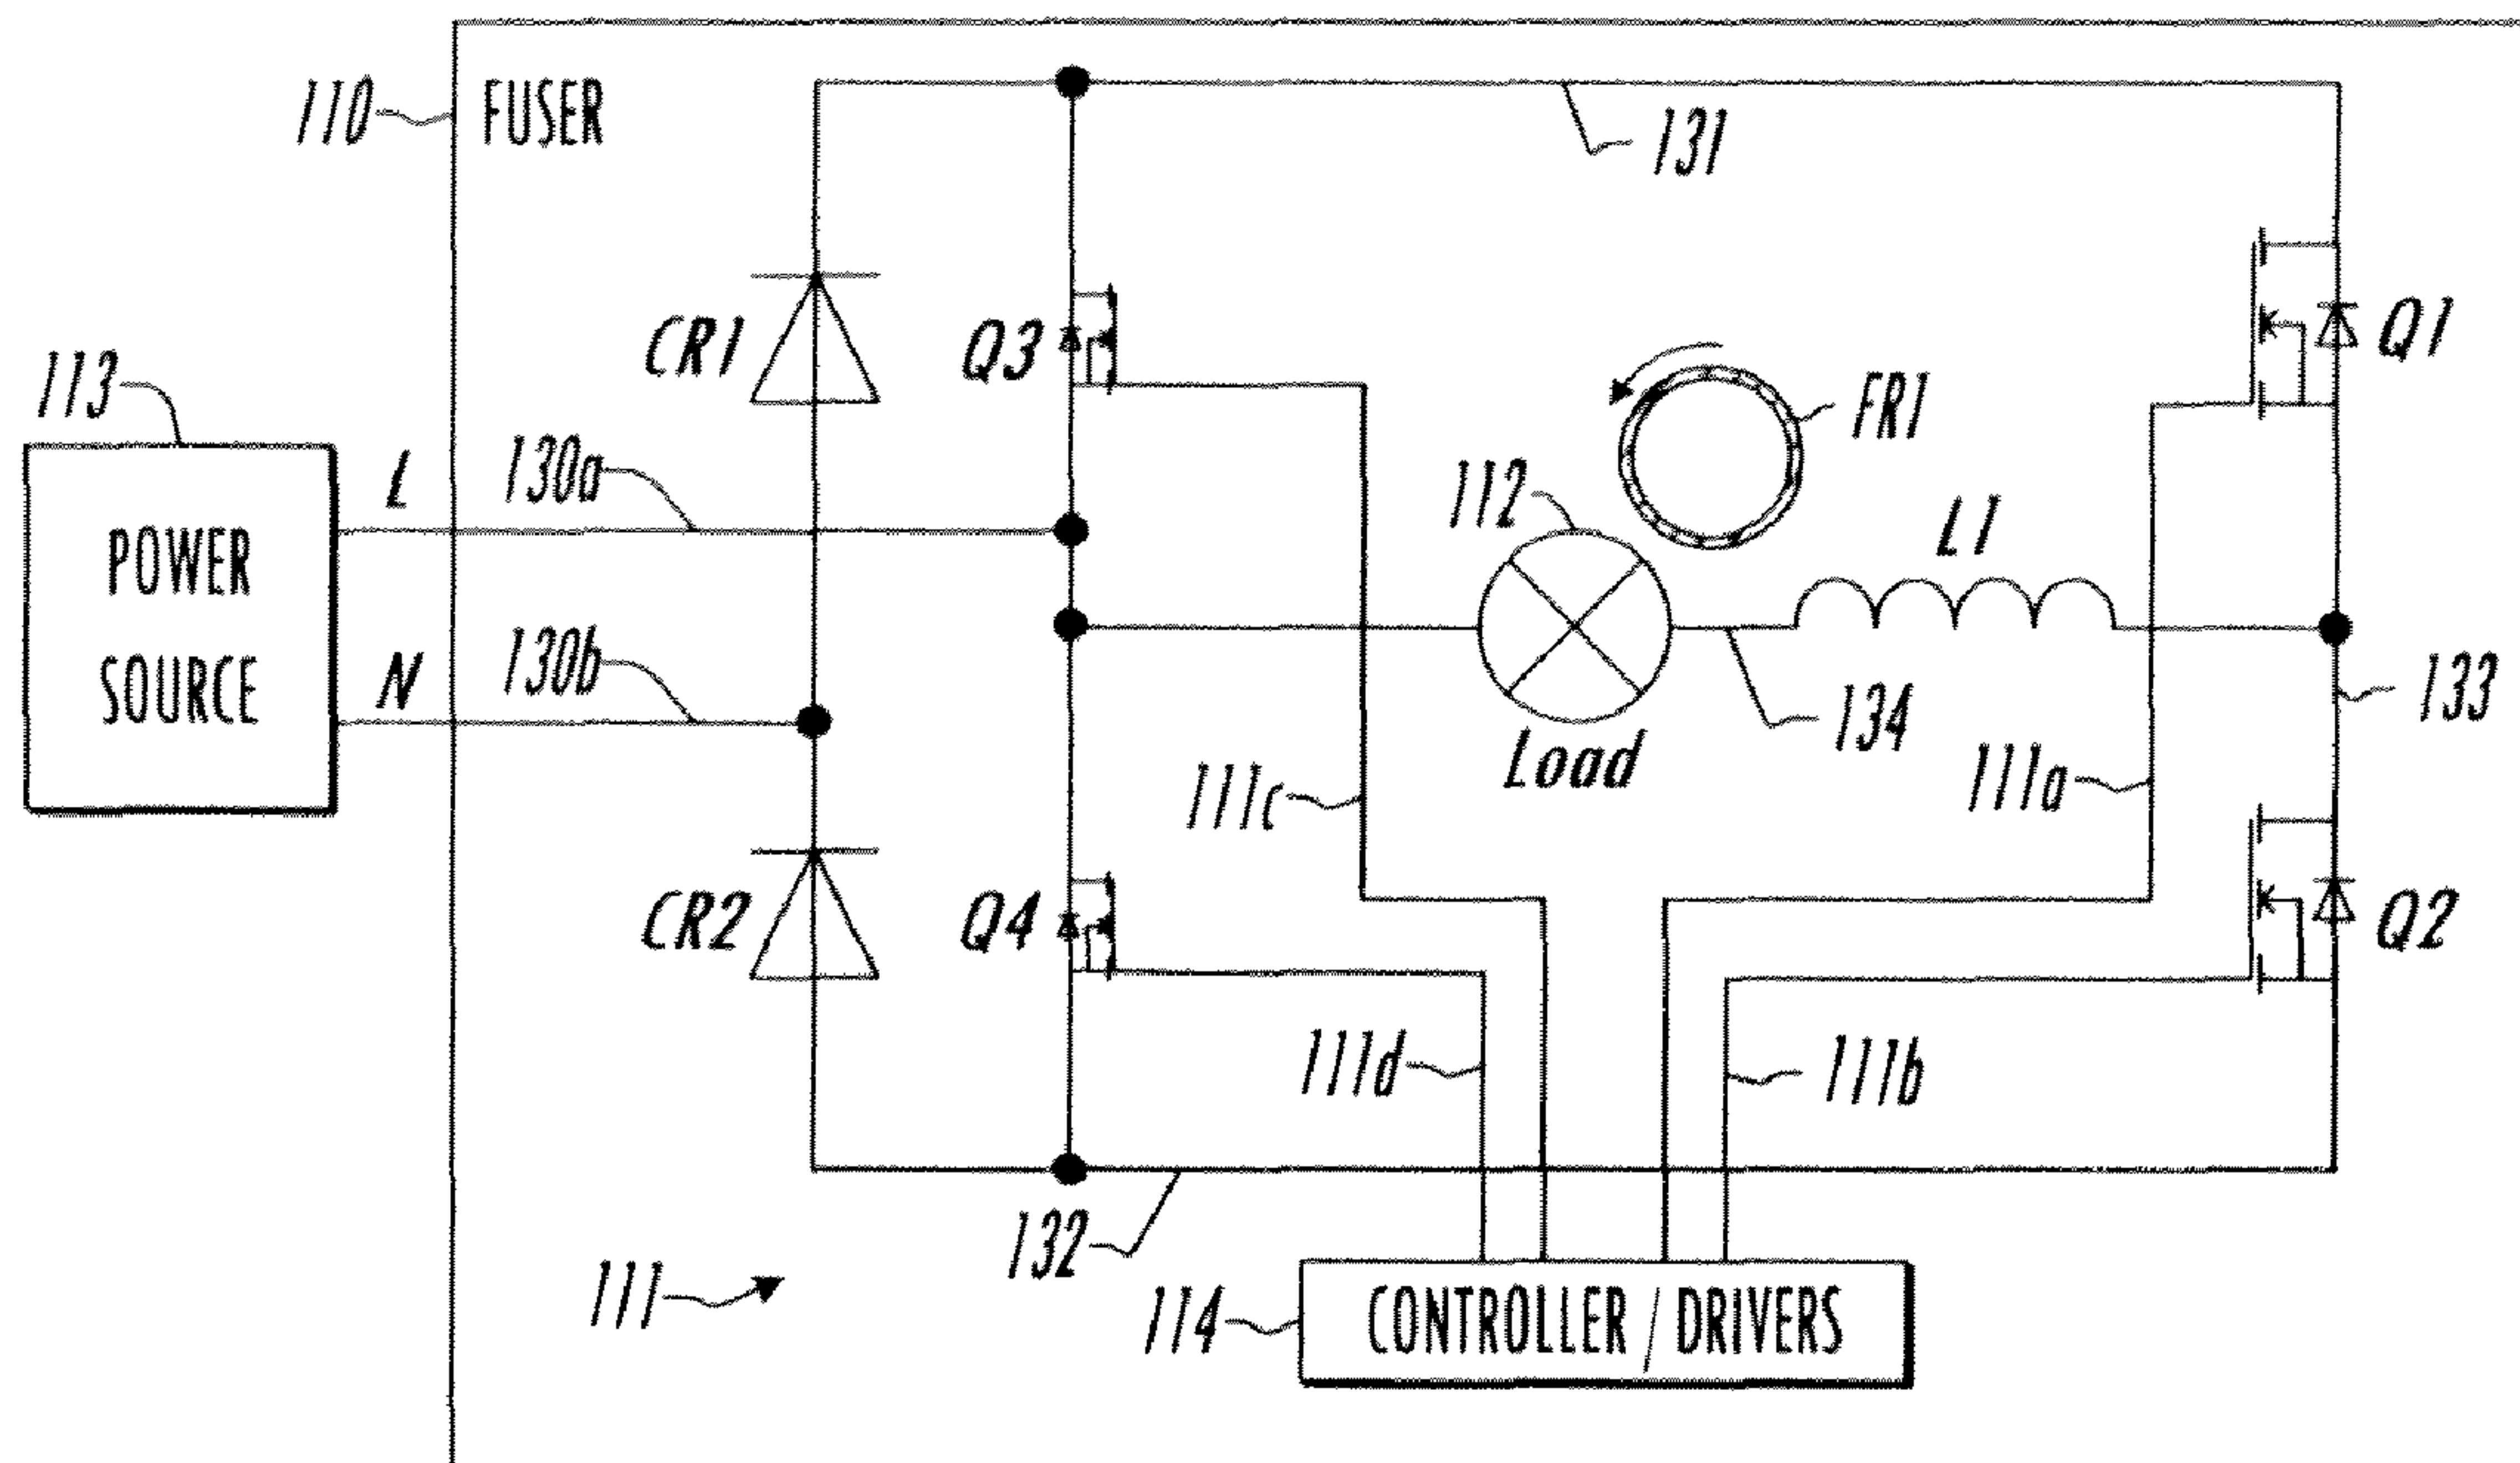 110
FUSER
131
113
CR1
Q3
Q1
FR1
L
130a
112
L1
POWER
SOURCE
N
130b
133
134
Load
111c
111a
CR2
Q4
Q2
111d
111b
132
111
114
CONTROLLER / DRIVERS